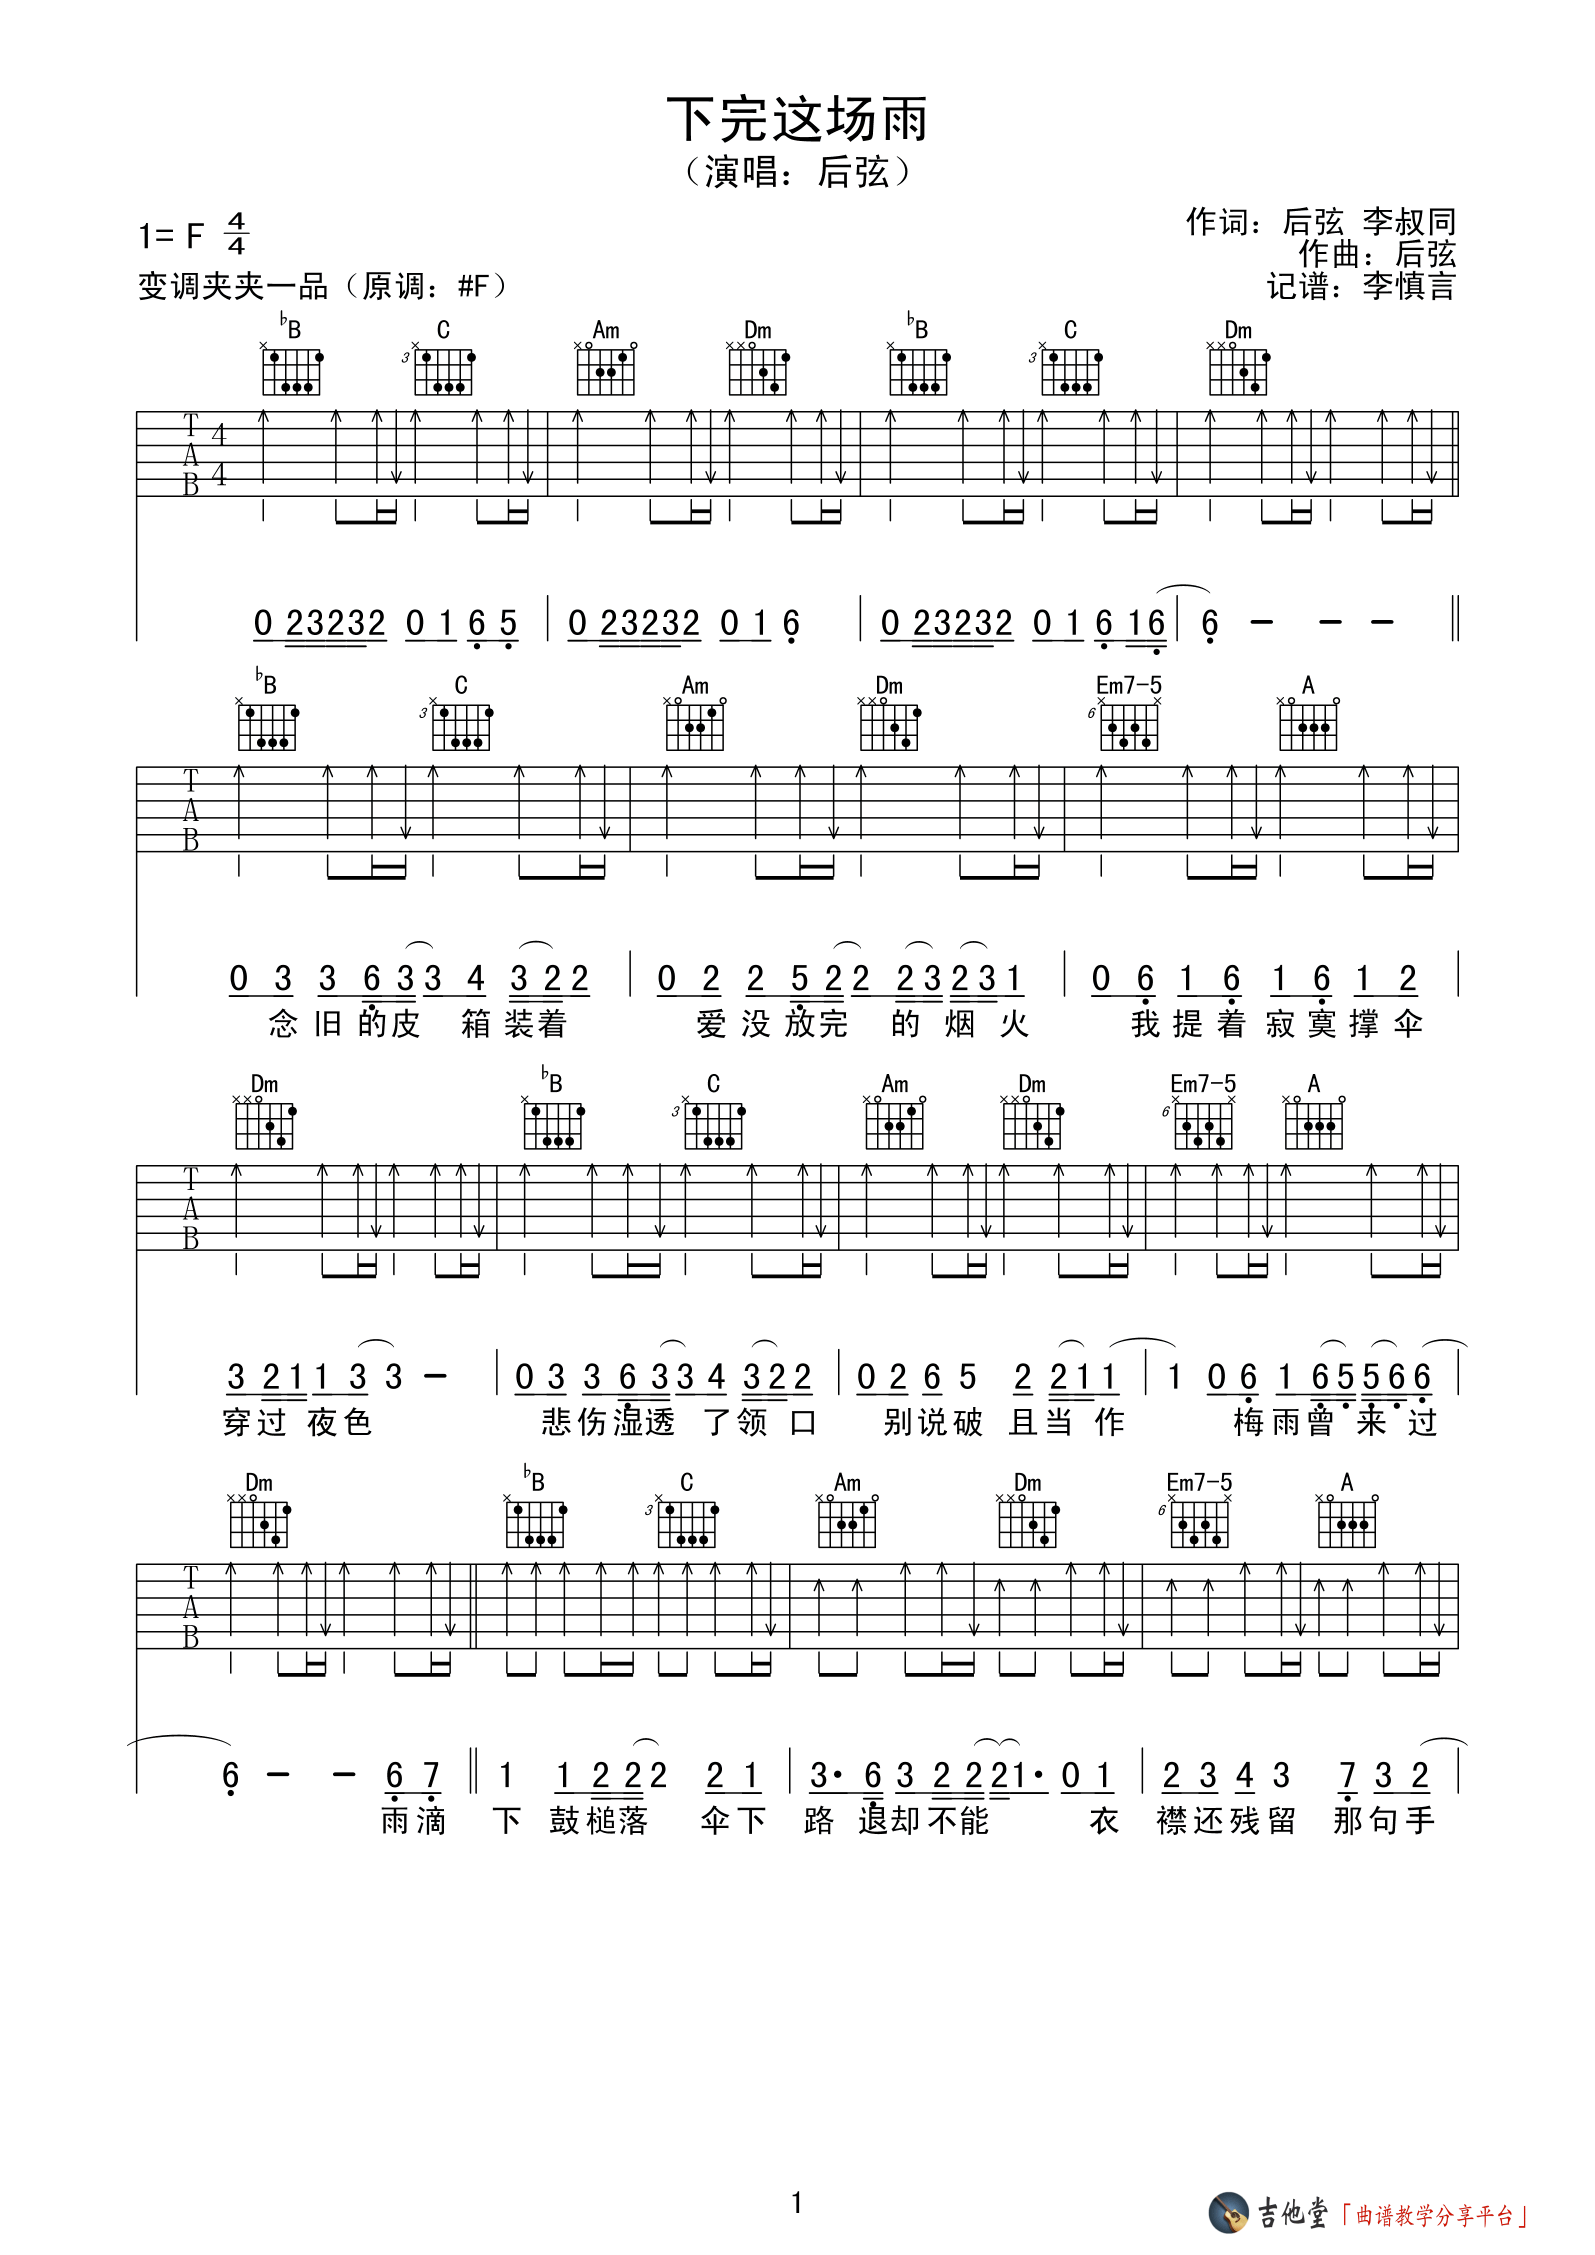 下完这场雨
（演唱：后弦）
1= F 4/4
作词：后弦 李叔同
作曲：后弦
变调夹夹一品（原调：#F）
记谱：李慎言
♭B C Am Dm ♭B C Dm
3 3
T A B 4 4
0 23232 0 1 6 5 | 0 23232 0 1 6 | 0 23232 0 1 6 16 | 6 − − − ‖
♭B C Am Dm Em7-5 A
3 6
T A B
0 3 3 6 3 3 4 3 2 2 | 0 2 2 5 2 2 2 3 2 3 1 | 0 6 1 6 1 6 1 2 |
念旧的皮 箱装着 爱没放完 的烟火 我提着寂寞撑伞
Dm ♭B C Am Dm Em7-5 A
3 6
T A B
3 2 1 1 3 3 − | 0 3 3 6 3 3 4 3 2 2 | 0 2 6 5 2 2 1 1 | 1 0 6 1 6 5 5 6 6 |
穿过夜色 悲伤湿透了领口 别说破且当作 梅雨曾来过
Dm ♭B C Am Dm Em7-5 A
3 6
T A B
6 − − 6 7 ‖ 1 1 2 2 2 2 1 | 3· 6 3 2 2 2 1· 0 1 | 2 3 4 3 7 3 2 |
雨滴 下鼓槌落 伞下 路退却不能 衣 襟还残留那句手
1
吉他堂「曲谱教学分享平台」